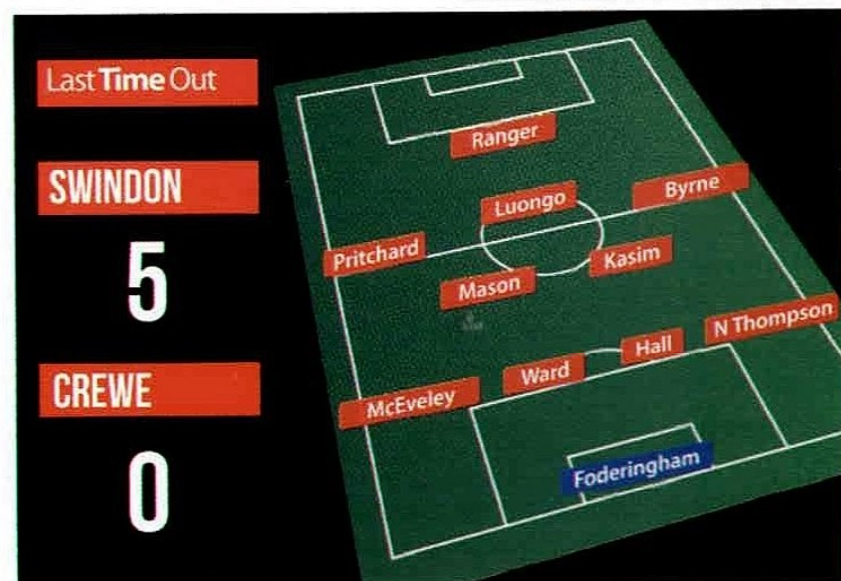 Last Time Out
SWINDON
5
CREWE
0
Ranger
Luongo
Byrne
Pritchard
Kasim
Mason
N Thompson
Hall
Ward
McEveley
Foderingham